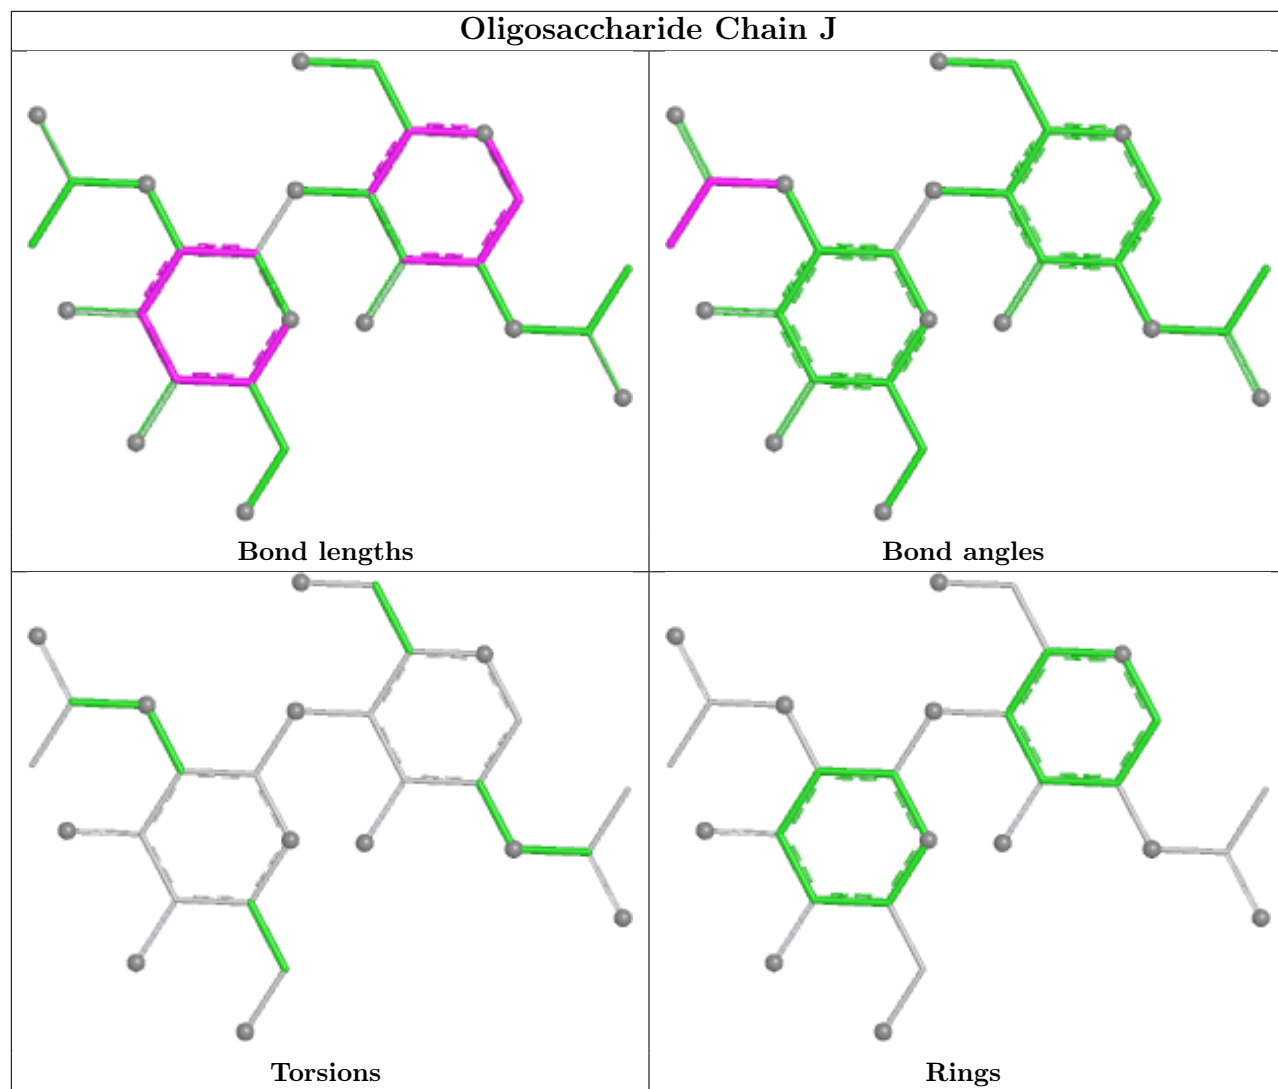 Oligosaccharide Chain J
Bond lengths
Bond angles
Torsions
Rings